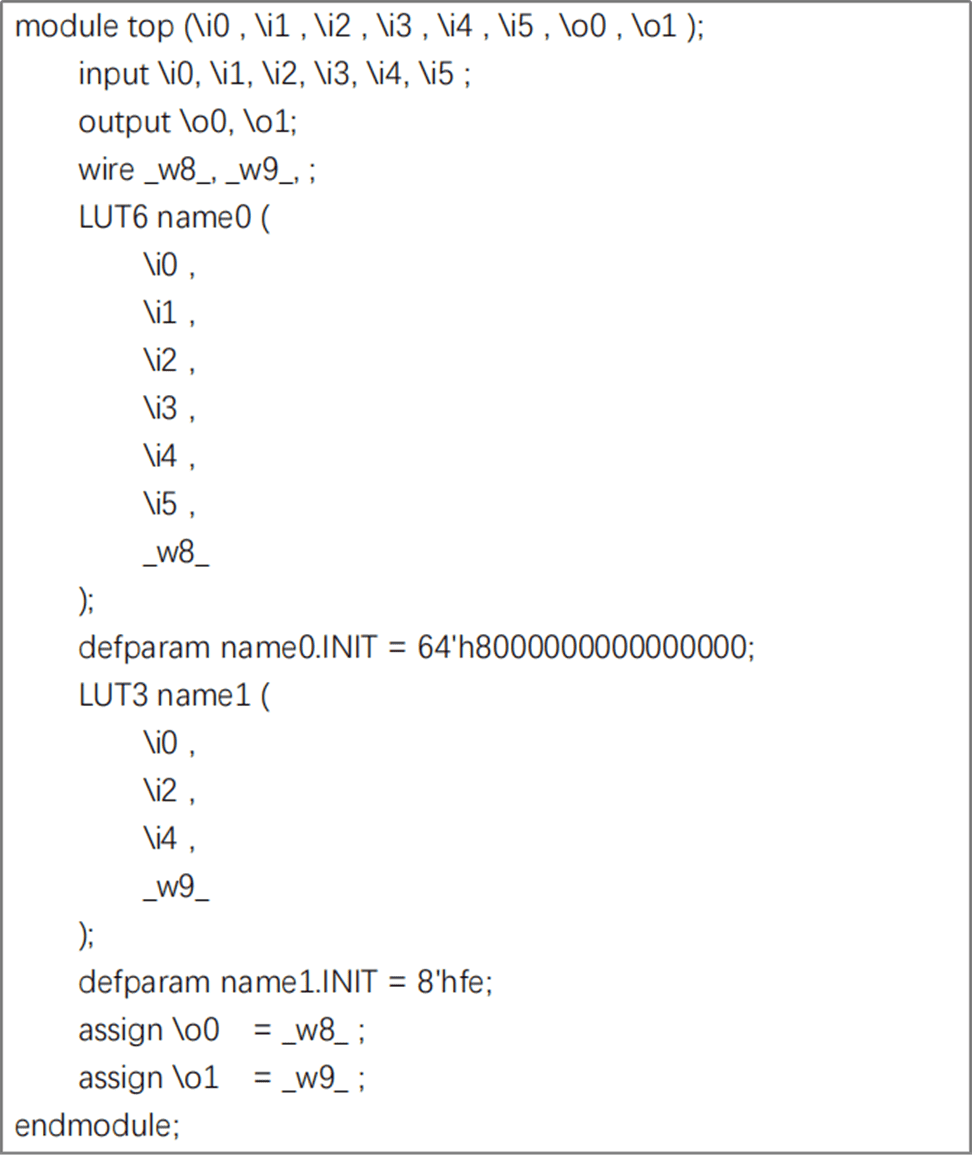 module top (\i0 , \i1 , \i2 , \i3 , \i4 , \i5 , \o0 , \o1 );
input \i0, \i1, \i2, \i3, \i4, \i5 ;
output \o0, \o1;
wire _w8_, _w9_, ;
LUT6 name0 (
\i0 ,
\i1 ,
\i2 ,
\i3 ,
\i4 ,
\i5 ,
_w8_
);
defparam name0.INIT = 64'h8000000000000000;
LUT3 name1 (
\i0 ,
\i2 ,
\i4 ,
_w9_
);
defparam name1.INIT = 8'hfe;
assign \o0 = _w8_ ;
assign \o1 = _w9_ ;
endmodule;